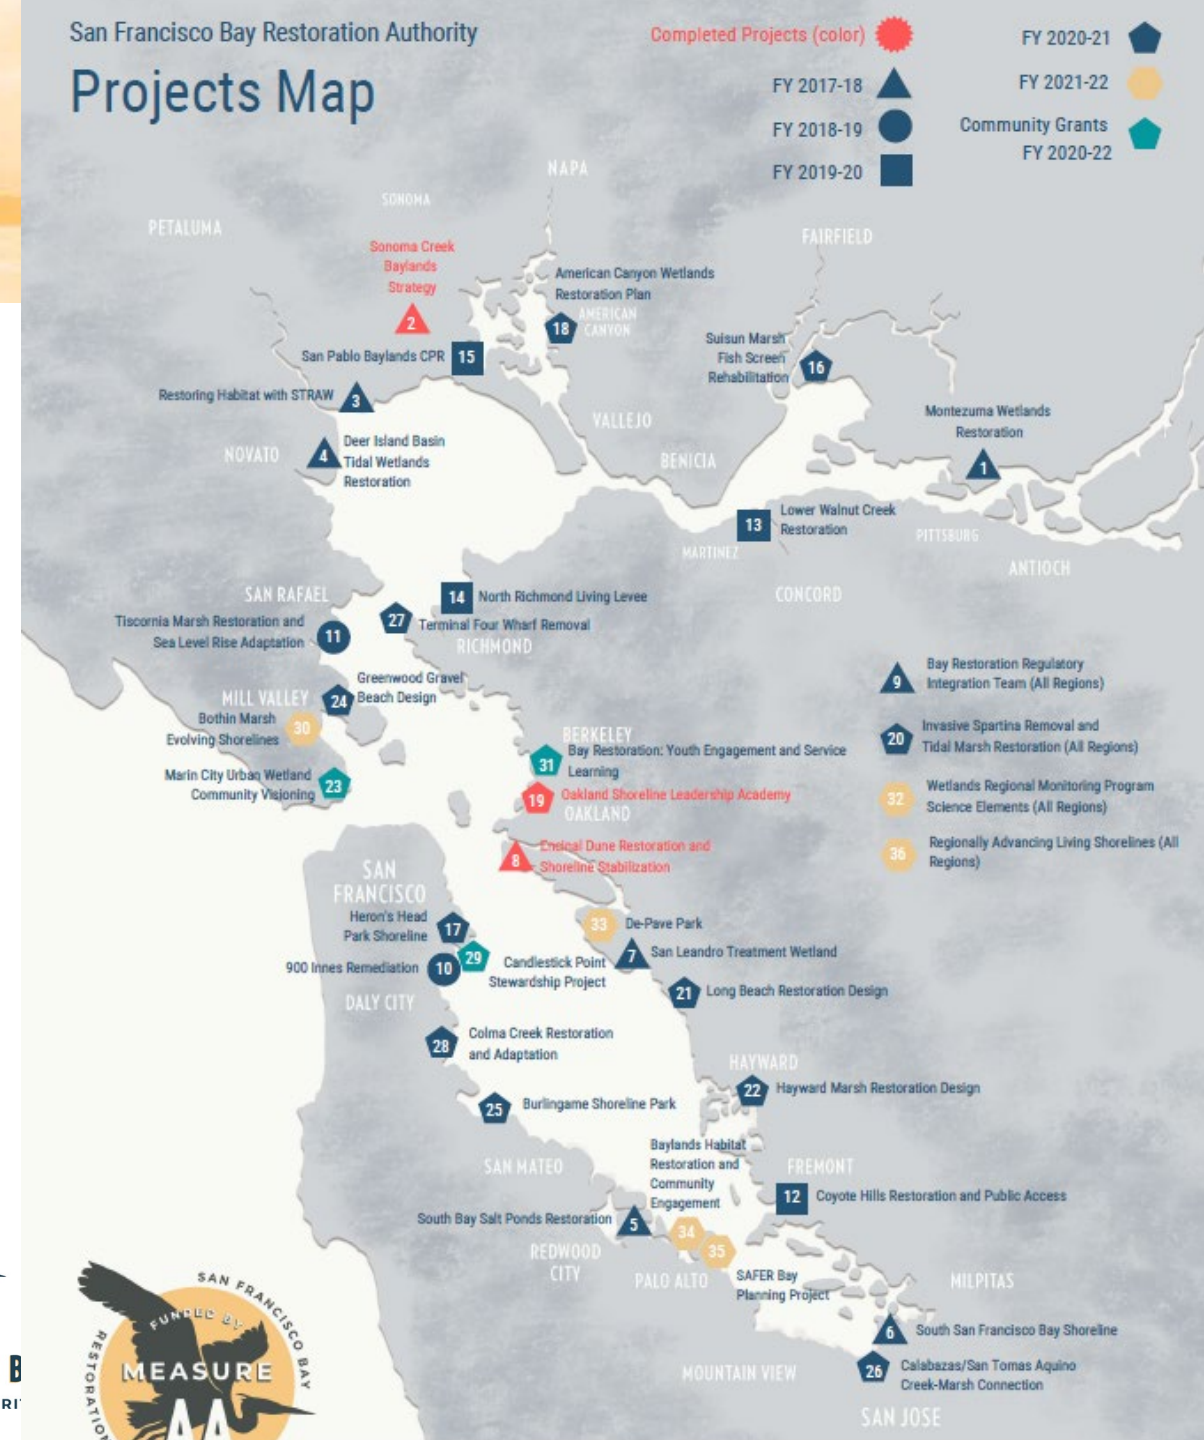 San Francisco Bay Restoration Authority
Projects Map
Completed Projects (color)
FY 2017-18
FY 2018-19
FY 2019-20
FY 2020-21
FY 2021-22
Community Grants
FY 2020-22
NAPA
SONOMA
PETALUMA
FAIRFIELD
Sonoma Creek
Baylands
Strategy
2
American Canyon Wetlands
Restoration Plan
18
AMERICAN
CANYON
San Pablo Baylands CPR
15
Suisun Marsh
Fish Screen
Rehabilitation
16
Restoring Habitat with STRAW
3
VALLEJO
Montezuma Wetlands
Restoration
1
NOVATO
4
Deer Island Basin
Tidal Wetlands
Restoration
BENICIA
13
Lower Walnut Creek
Restoration
PITTSBURG
MARTINEZ
ANTIOCH
CONCORD
SAN RAFAEL
14
North Richmond Living Levee
Tiscornia Marsh Restoration and
Sea Level Rise Adaptation
11
27
Terminal Four Wharf Removal
RICHMOND
9
Bay Restoration Regulatory
Integration Team (All Regions)
MILL VALLEY
24
Greenwood Gravel
Beach Design
Bothin Marsh
Evolving Shorelines
30
20
Invasive Spartina Removal and
Tidal Marsh Restoration (All Regions)
BERKELEY
31
Bay Restoration: Youth Engagement and Service
Learning
Marin City Urban Wetland
Community Visioning
23
32
Wetlands Regional Monitoring Program
Science Elements (All Regions)
19
Oakland Shoreline Leadership Academy
OAKLAND
36
Regionally Advancing Living Shorelines (All
Regions)
8
Encinal Dune Restoration and
Shoreline Stabilization
SAN
FRANCISCO
Heron's Head
Park Shoreline
17
33
De-Pave Park
7
San Leandro Treatment Wetland
900 Innes Remediation
10
29
Candlestick Point
Stewardship Project
21
Long Beach Restoration Design
DALY CITY
28
Colma Creek Restoration
and Adaptation
HAYWARD
22
Hayward Marsh Restoration Design
25
Burlingame Shoreline Park
Baylands Habitat
Restoration and
Community
Engagement
SAN MATEO
FREMONT
12
Coyote Hills Restoration and Public Access
South Bay Salt Ponds Restoration
5
34
35
REDWOOD
CITY
PALO ALTO
SAFER Bay
Planning Project
MILPITAS
6
South San Francisco Bay Shoreline
MOUNTAIN VIEW
26
Calabazas/San Tomas Aquino
Creek-Marsh Connection
SAN JOSE
SAN FRANCISCO BAY
RESTORATION
FUNDED BY
MEASURE
AA
B
RI